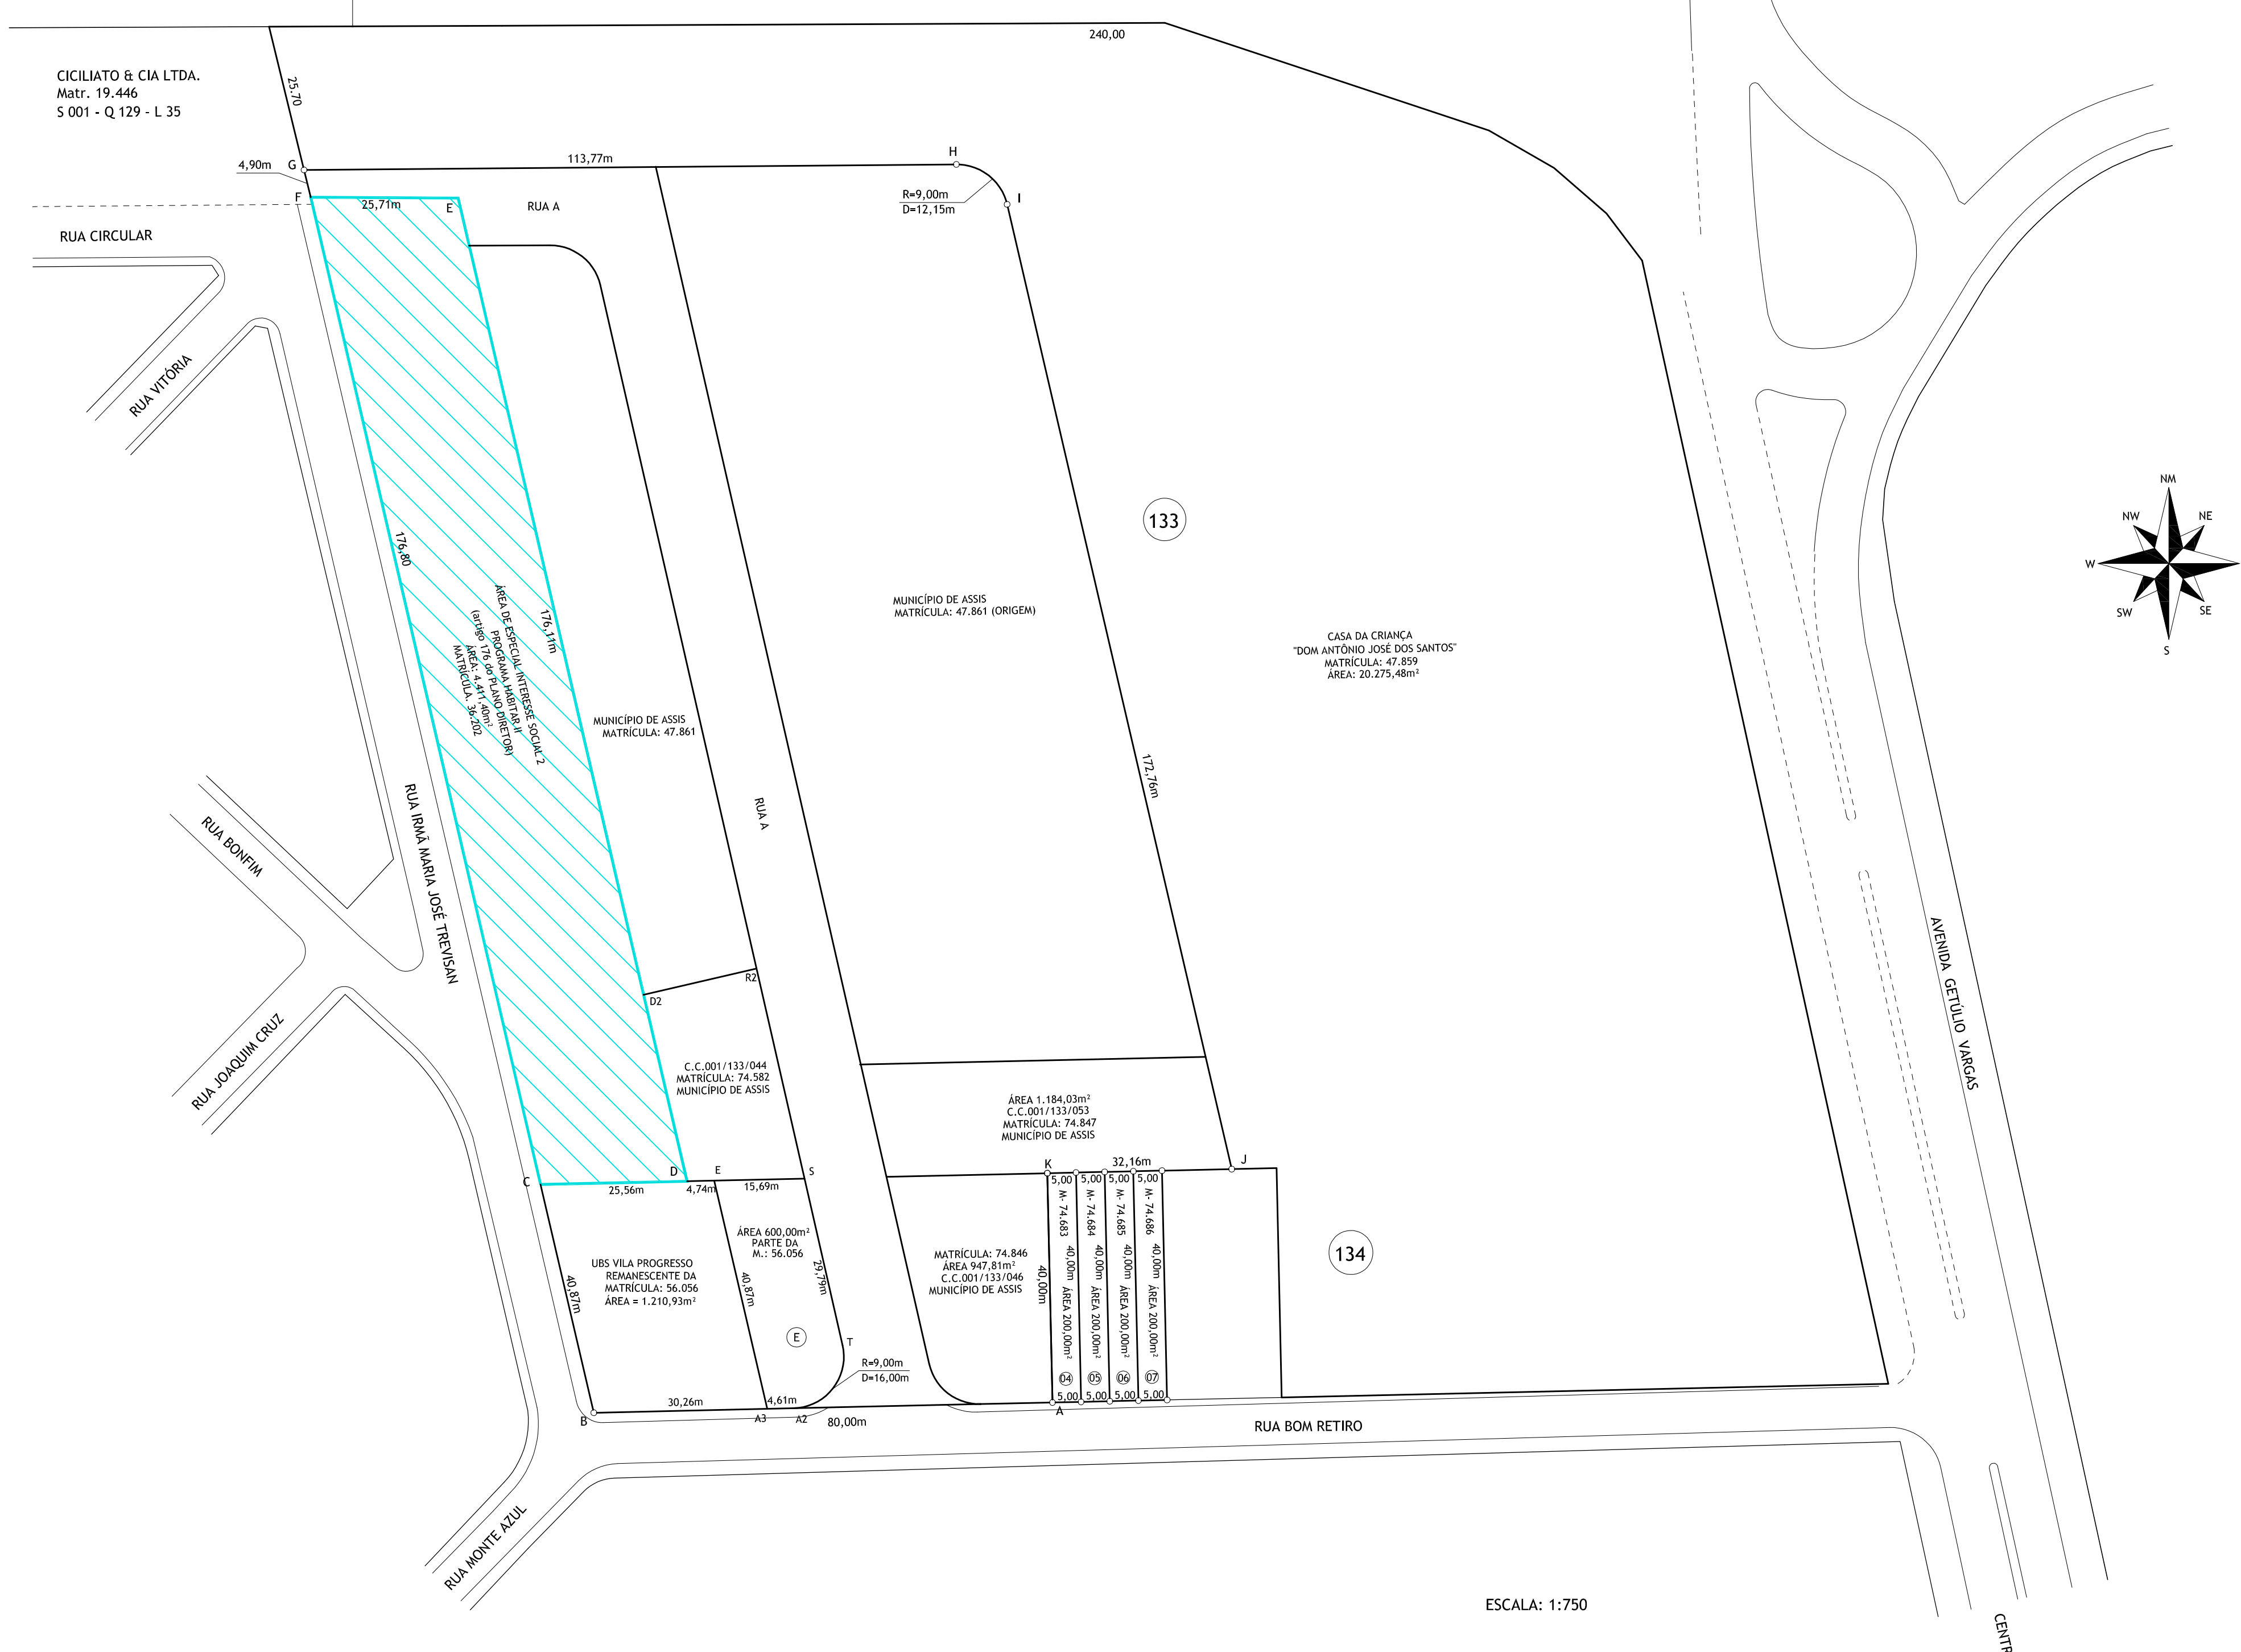 240,00
CICILIATO & CIA LTDA.
Matr. 19.446
S 001 - Q 129 - L 35
25.70
4,90m
G
113,77m
H
R=9,00m
D=12,15m
I
F
25,71m
E
RUA A
RUA CIRCULAR
RUA VITÓRIA
176,80
ÁREA DE ESPECIAL INTERESSE SOCIAL 2
PROGRAMA HABITAR II
(artigo 176 do PLANO DIRETOR)
ÁREA: 4.411,40m²
MATRÍCULA. 36.202
176,11m
MUNICÍPIO DE ASSIS
MATRÍCULA: 47.861
RUA A
MUNICÍPIO DE ASSIS
MATRÍCULA: 47.861 (ORIGEM)
133
CASA DA CRIANÇA
"DOM ANTÔNIO JOSÉ DOS SANTOS"
MATRÍCULA: 47.859
ÁREA: 20.275,48m²
172,76m
NM
NW
NE
W
SW
SE
S
RUA BONFIM
RUA IRMÃ MARIA JOSÉ TREVISAN
RUA JOAQUIM CRUZ
AVENIDA GETÚLIO VARGAS
R2
D2
C.C.001/133/044
MATRÍCULA: 74.582
MUNICÍPIO DE ASSIS
ÁREA 1.184,03m²
C.C.001/133/053
MATRÍCULA: 74.847
MUNICÍPIO DE ASSIS
C
25,56m
D
4,74m
E
15,69m
S
K
32,16m
J
5,00
5,00
5,00
5,00
M- 74.683 40,00m ÁREA 200,00m² 04
M- 74.684 40,00m ÁREA 200,00m² 05
M- 74.685 40,00m ÁREA 200,00m² 06
M- 74.686 40,00m ÁREA 200,00m² 07
5,00
5,00
5,00
5,00
40,00m
ÁREA 600,00m²
PARTE DA
M.: 56.056
UBS VILA PROGRESSO
REMANESCENTE DA
MATRÍCULA: 56.056
ÁREA = 1.210,93m²
40,87m
40,87m
29,79m
E
T
R=9,00m
D=16,00m
MATRÍCULA: 74.846
ÁREA 947,81m²
C.C.001/133/046
MUNICÍPIO DE ASSIS
134
B
30,26m
4,61m
A3
A2
80,00m
A
RUA BOM RETIRO
RUA MONTE AZUL
ESCALA: 1:750